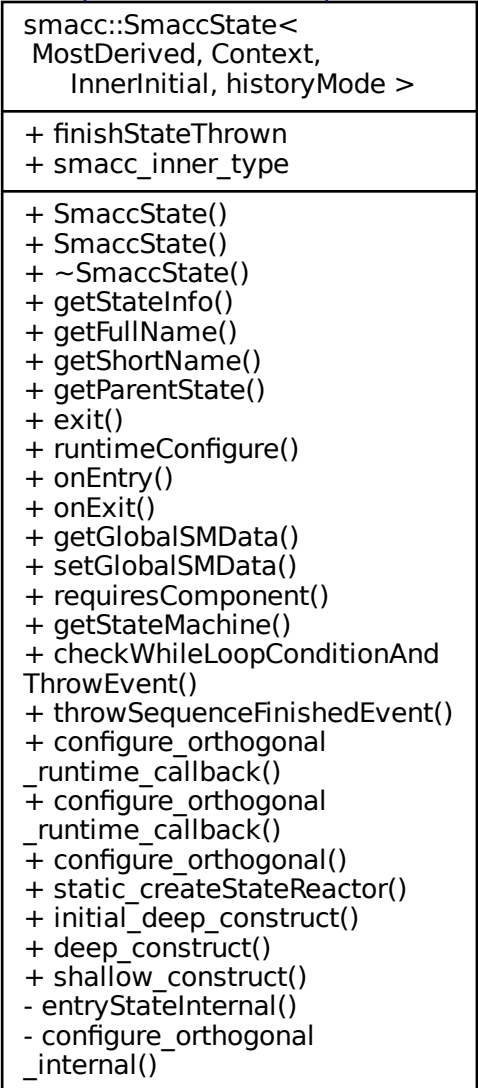 smacc::SmaccState<
MostDerived, Context,
InnerInitial, historyMode >
+ finishStateThrown
+ smacc_inner_type
+ SmaccState()
+ SmaccState()
+ ~SmaccState()
+ getStateInfo()
+ getFullName()
+ getShortName()
+ getParentState()
+ exit()
+ runtimeConfigure()
+ onEntry()
+ onExit()
+ getGlobalSMData()
+ setGlobalSMData()
+ requiresComponent()
+ getStateMachine()
+ checkWhileLoopConditionAnd
ThrowEvent()
+ throwSequenceFinishedEvent()
+ configure_orthogonal
_runtime_callback()
+ configure_orthogonal
_runtime_callback()
+ configure_orthogonal()
+ static_createStateReactor()
+ initial_deep_construct()
+ deep_construct()
+ shallow_construct()
- entryStateInternal()
- configure_orthogonal
_internal()